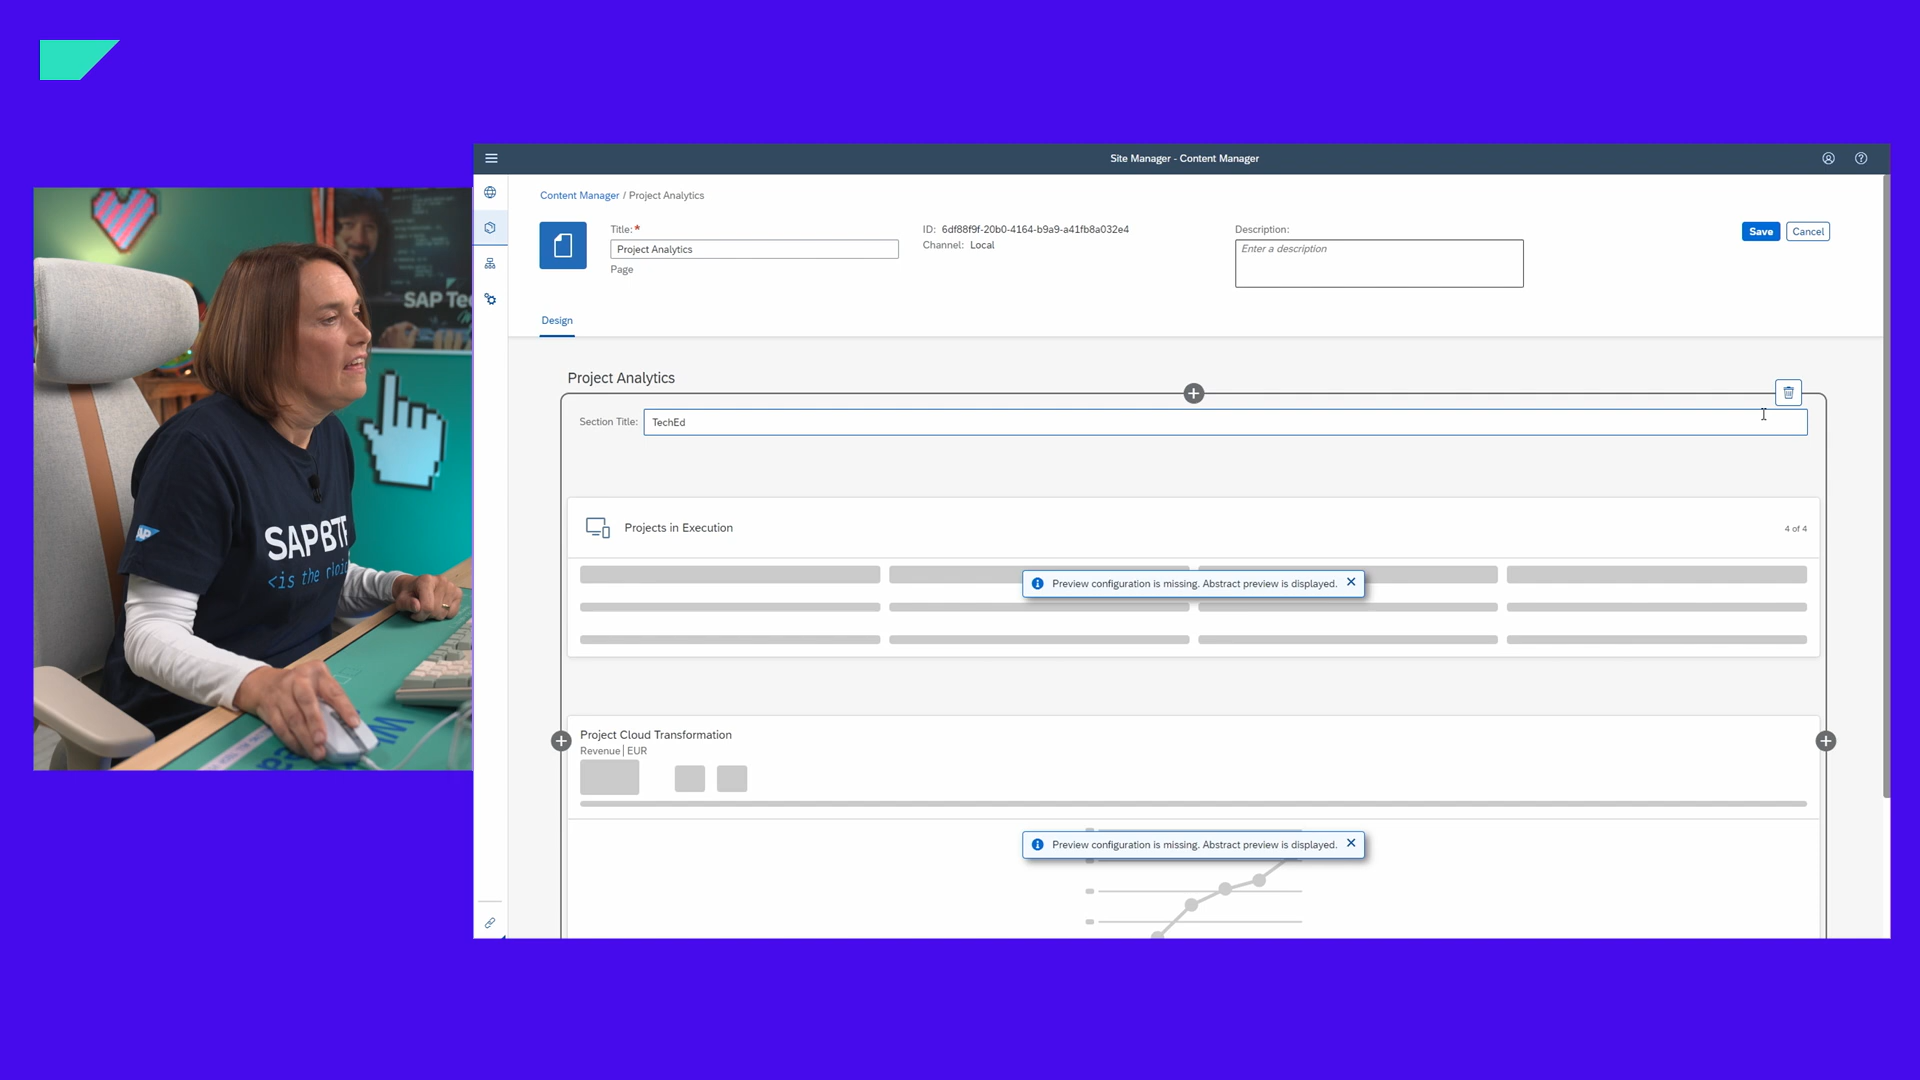 Site Manager - Content Manager
Content Manager / Project Analytics
Title:*
Project Analytics
Page
ID: 6df88f9f-20b0-4164-b9a9-a41fb8a032e4
Channel: Local
Description:
Enter a description
Save
Cancel
Design
Project Analytics
Section Title:
TechEd
Projects in Execution
4 of 4
Preview configuration is missing. Abstract preview is displayed.
Project Cloud Transformation
Revenue | EUR
Preview configuration is missing. Abstract preview is displayed.
SAP Te
SAP BT
<is the